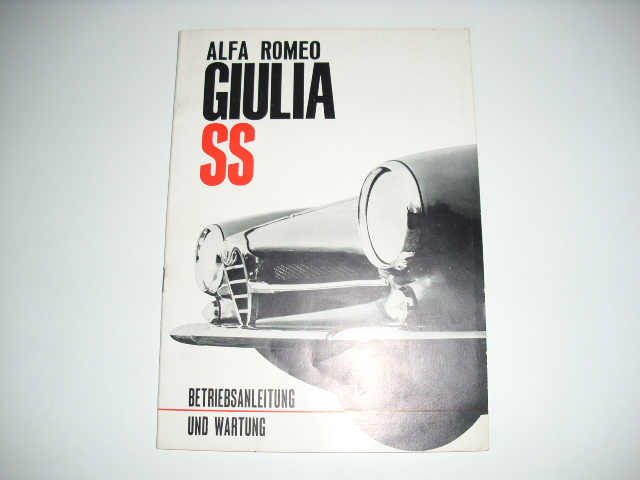 ALFA ROMEO
GIULIA
SS
BETRIEBSANLEITUNG
UND WARTUNG